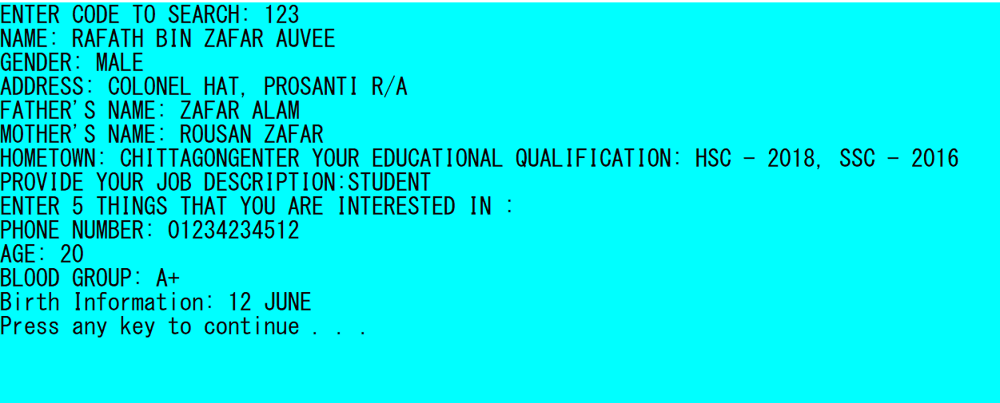 ENTER CODE TO SEARCH: 123
NAME: RAFATH BIN ZAFAR AUVEE
GENDER: MALE
ADDRESS: COLONEL HAT, PROSANTI R/A
FATHER'S NAME: ZAFAR ALAM
MOTHER'S NAME: ROUSAN ZAFAR
HOMETOWN: CHITTAGONGENTER YOUR EDUCATIONAL QUALIFICATION: HSC - 2018, SSC - 2016
PROVIDE YOUR JOB DESCRIPTION:STUDENT
ENTER 5 THINGS THAT YOU ARE INTERESTED IN :
PHONE NUMBER: 01234234512
AGE: 20
BLOOD GROUP: A+
Birth Information: 12 JUNE
Press any key to continue . . .